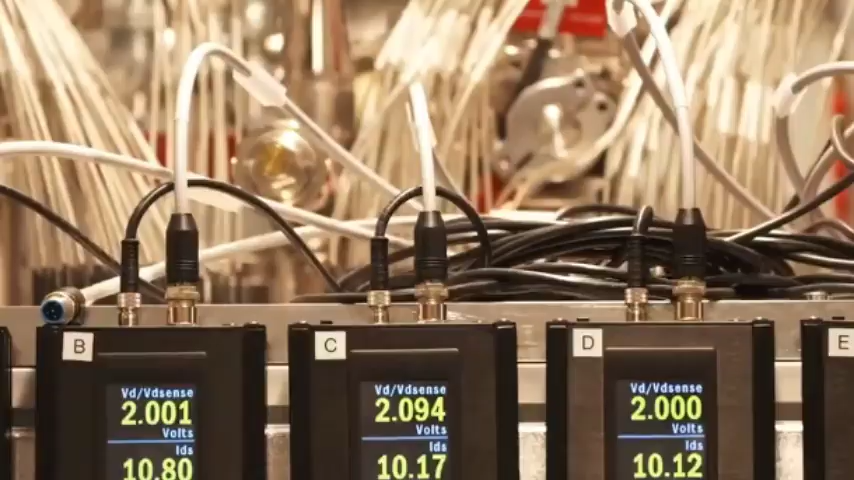 B
Vd/Vdsense
2.001
Volts
Ids
10.80
C
Vd/Vdsense
2.094
Volts
Ids
10.17
D
Vd/Vdsense
2.000
Volts
Ids
10.12
E